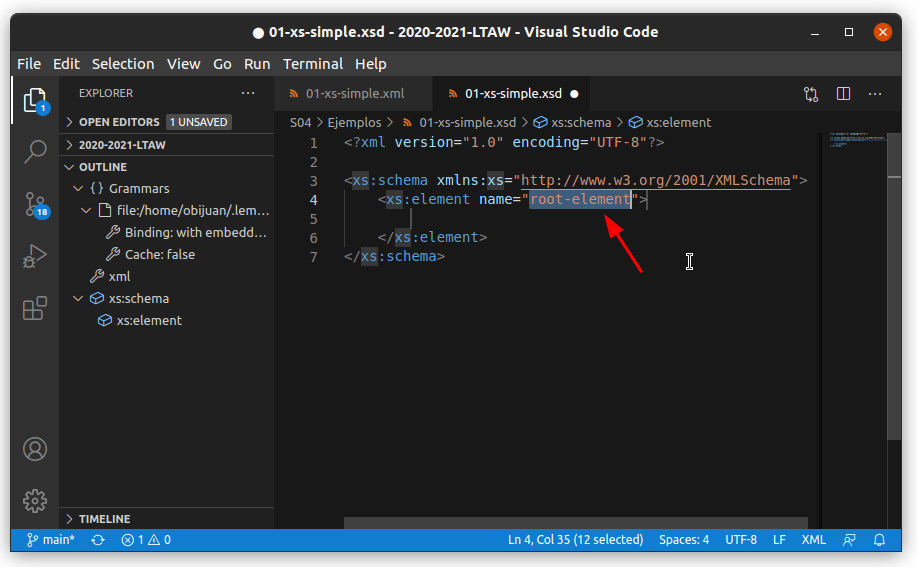 ● 01-xs-simple.xsd - 2020-2021-LTAW - Visual Studio Code
File Edit Selection View Go Run Terminal Help
EXPLORER
01-xs-simple.xml
01-xs-simple.xsd ●
1
OPEN EDITORS 1 UNSAVED
S04 > Ejemplos > 01-xs-simple.xsd > xs:schema > xs:element
2020-2021-LTAW
OUTLINE
{} Grammars
file:/home/obijuan/.lem...
Binding: with embedd...
Cache: false
xml
xs:schema
xs:element
18
1 <?xml version="1.0" encoding="UTF-8"?>
2
3 <xs:schema xmlns:xs="http://www.w3.org/2001/XMLSchema">
4 <xs:element name="root-element">
5
6 </xs:element>
7 </xs:schema>
TIMELINE
main* 1 0 Ln 4, Col 35 (12 selected) Spaces: 4 UTF-8 LF XML